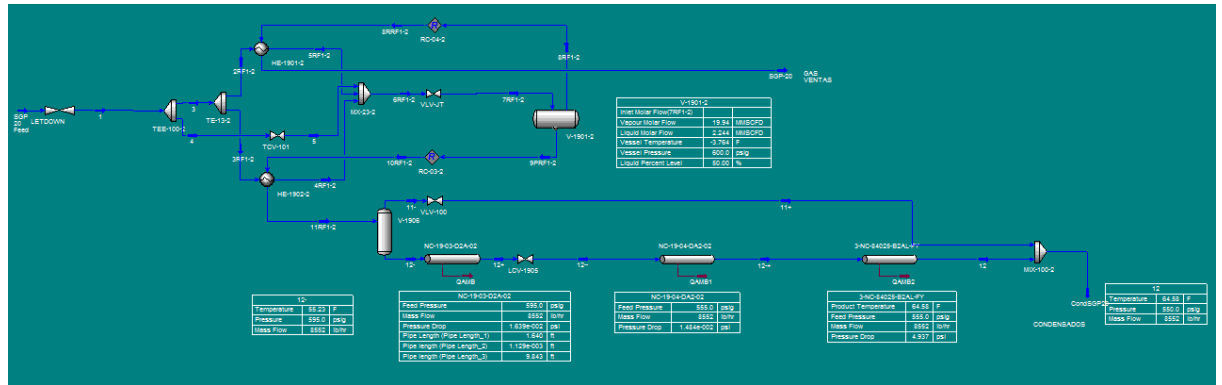 8RRF1-2
RC-04-2
8RF1-2
2RF1-2
HE-1901-2
5RF1-2
SGP-20
GAS
VENTAS
SGP
20
Feed
LETDOWN
1
TEE-100-2
3
TE-13-2
4
TCV-101
5
MX-23-2
6RF1-2
VLV-JT
7RF1-2
V-1901-2
3RF1-2
HE-1902-2
4RF1-2
10RF1-2
RC-03-2
9PRF1-2
V-1901-2
Inlet Molar Flow(7RF1-2)
Vapour Molar Flow 19.94 MMSCFD
Liquid Molar Flow 2.244 MMSCFD
Vessel Temperature -3.764 F
Vessel Pressure 600.0 psig
Liquid Percent Level 50.00 %
11RF1-2
11-
VLV-100
11+
V-1906
12-
NC-19-03-D2A-02
QAMB
12+
LCV-1905
12--
NC-19-04-DA2-02
QAMB1
12-+
3-NC-84025-B2AL-FY
QAMB2
12
MIX-100-2
CondSGP20
CONDENSADOS
12-
Temperature 55.23 F
Pressure 595.0 psig
Mass Flow 8552 lb/hr
NC-19-03-D2A-02
Feed Pressure 595.0 psig
Mass Flow 8552 lb/hr
Pressure Drop 1.639e-002 psi
Pipe Length (Pipe Length_1) 1.640 ft
Pipe length (Pipe Length_2) 1.129e-003 ft
Pipe length (Pipe Length_3) 9.843 ft
NC-19-04-DA2-02
Feed Pressure 555.0 psig
Mass Flow 8552 lb/hr
Pressure Drop 1.484e-002 psi
3-NC-84025-B2AL-FY
Product Temperature 64.58 F
Feed Pressure 555.0 psig
Mass Flow 8552 lb/hr
Pressure Drop 4.937 psi
12
Temperature 64.58 F
Pressure 550.0 psig
Mass Flow 8552 lb/hr